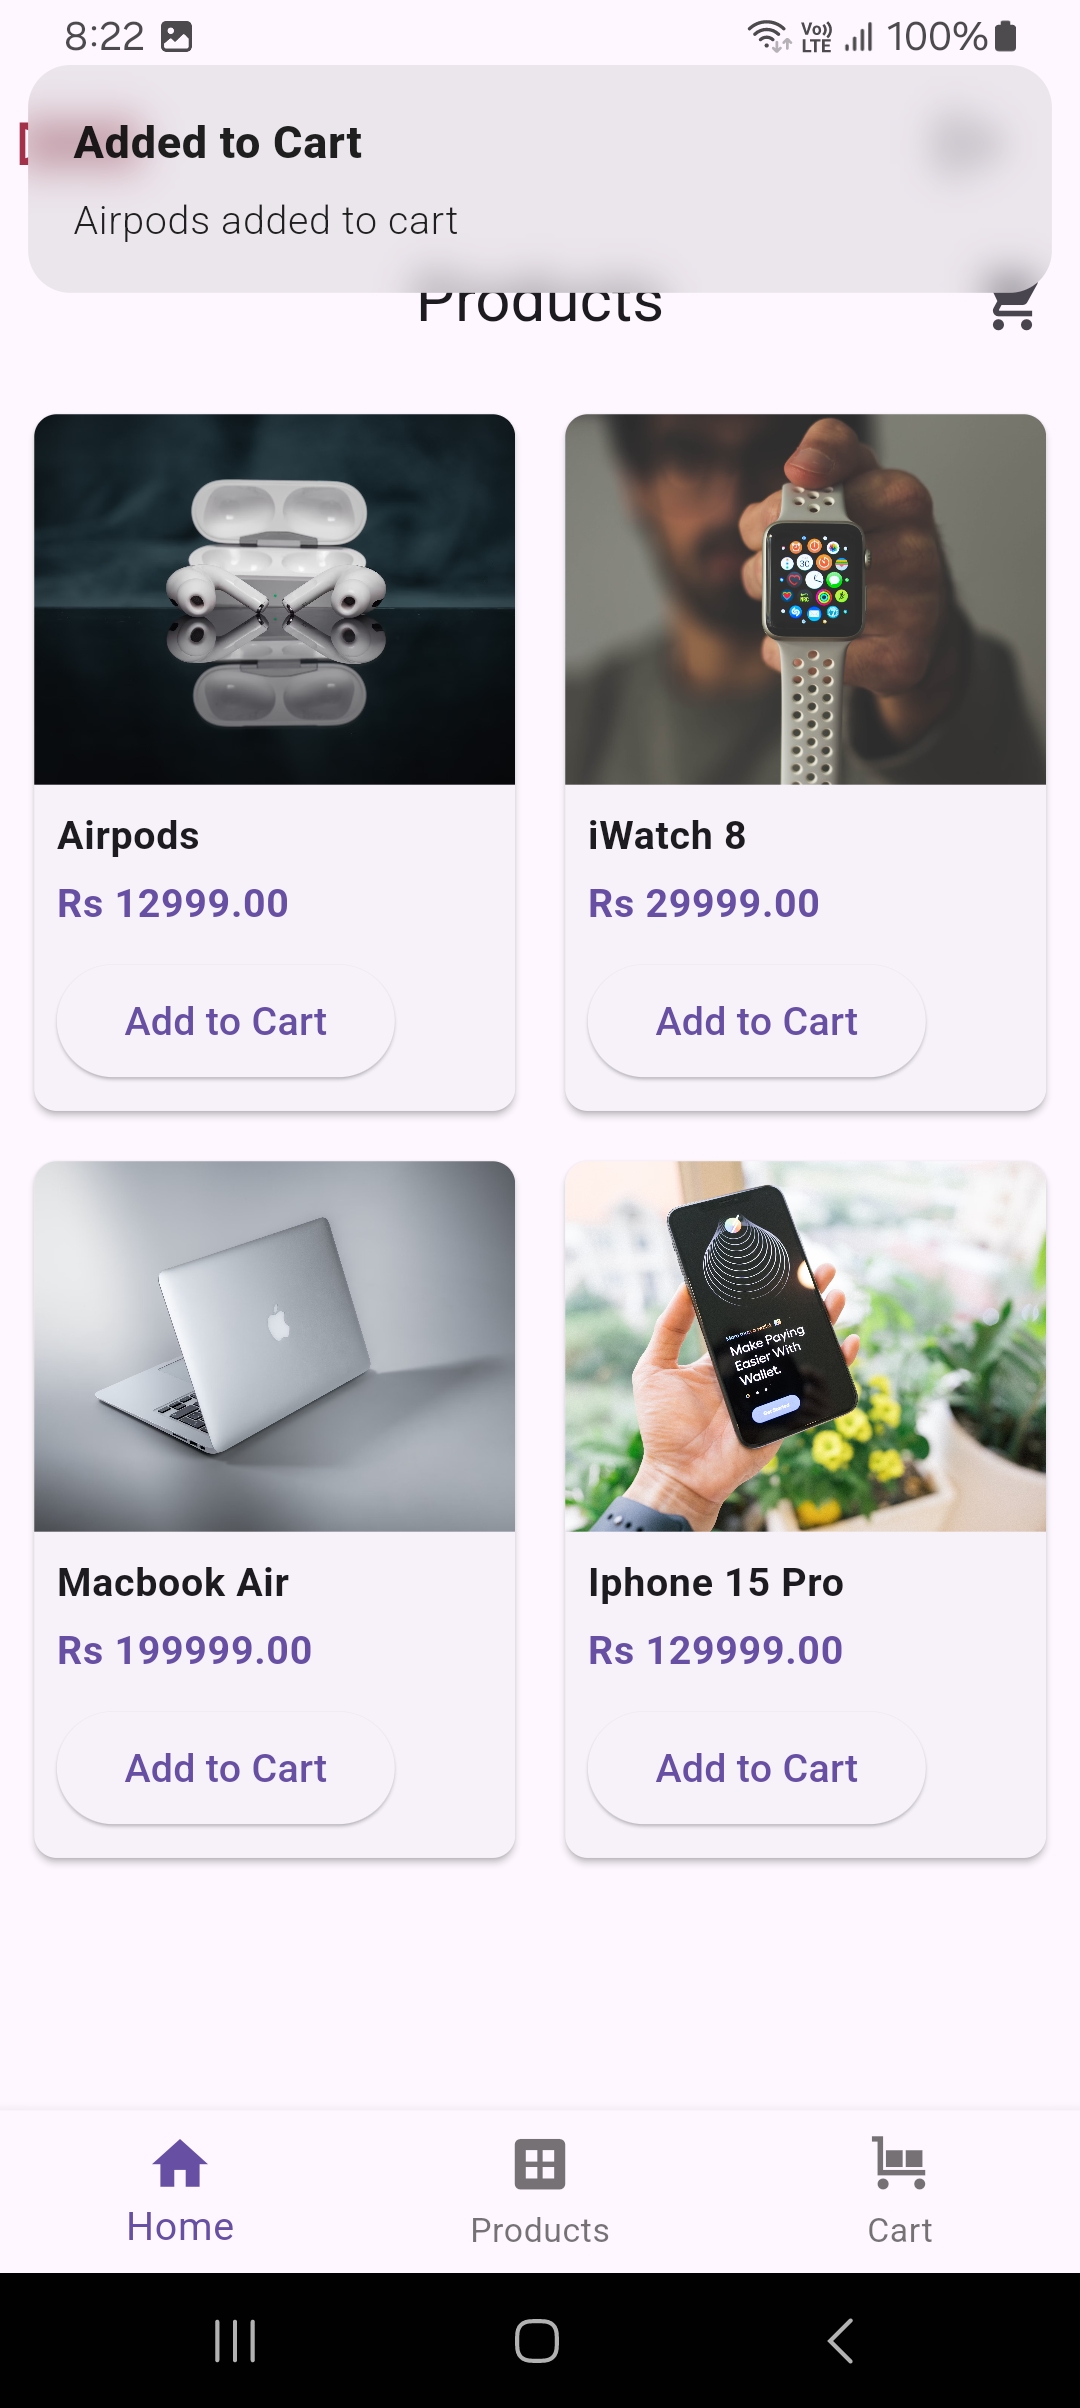 8:22 Vo)) LTE 100%
Added to Cart
Airpods added to cart
Products
Airpods
Rs 12999.00
Add to Cart
iWatch 8
Rs 29999.00
Add to Cart
Macbook Air
Rs 199999.00
Add to Cart
Make Paying
Easier With
Wallet.
Iphone 15 Pro
Rs 129999.00
Add to Cart
Home
Products
Cart